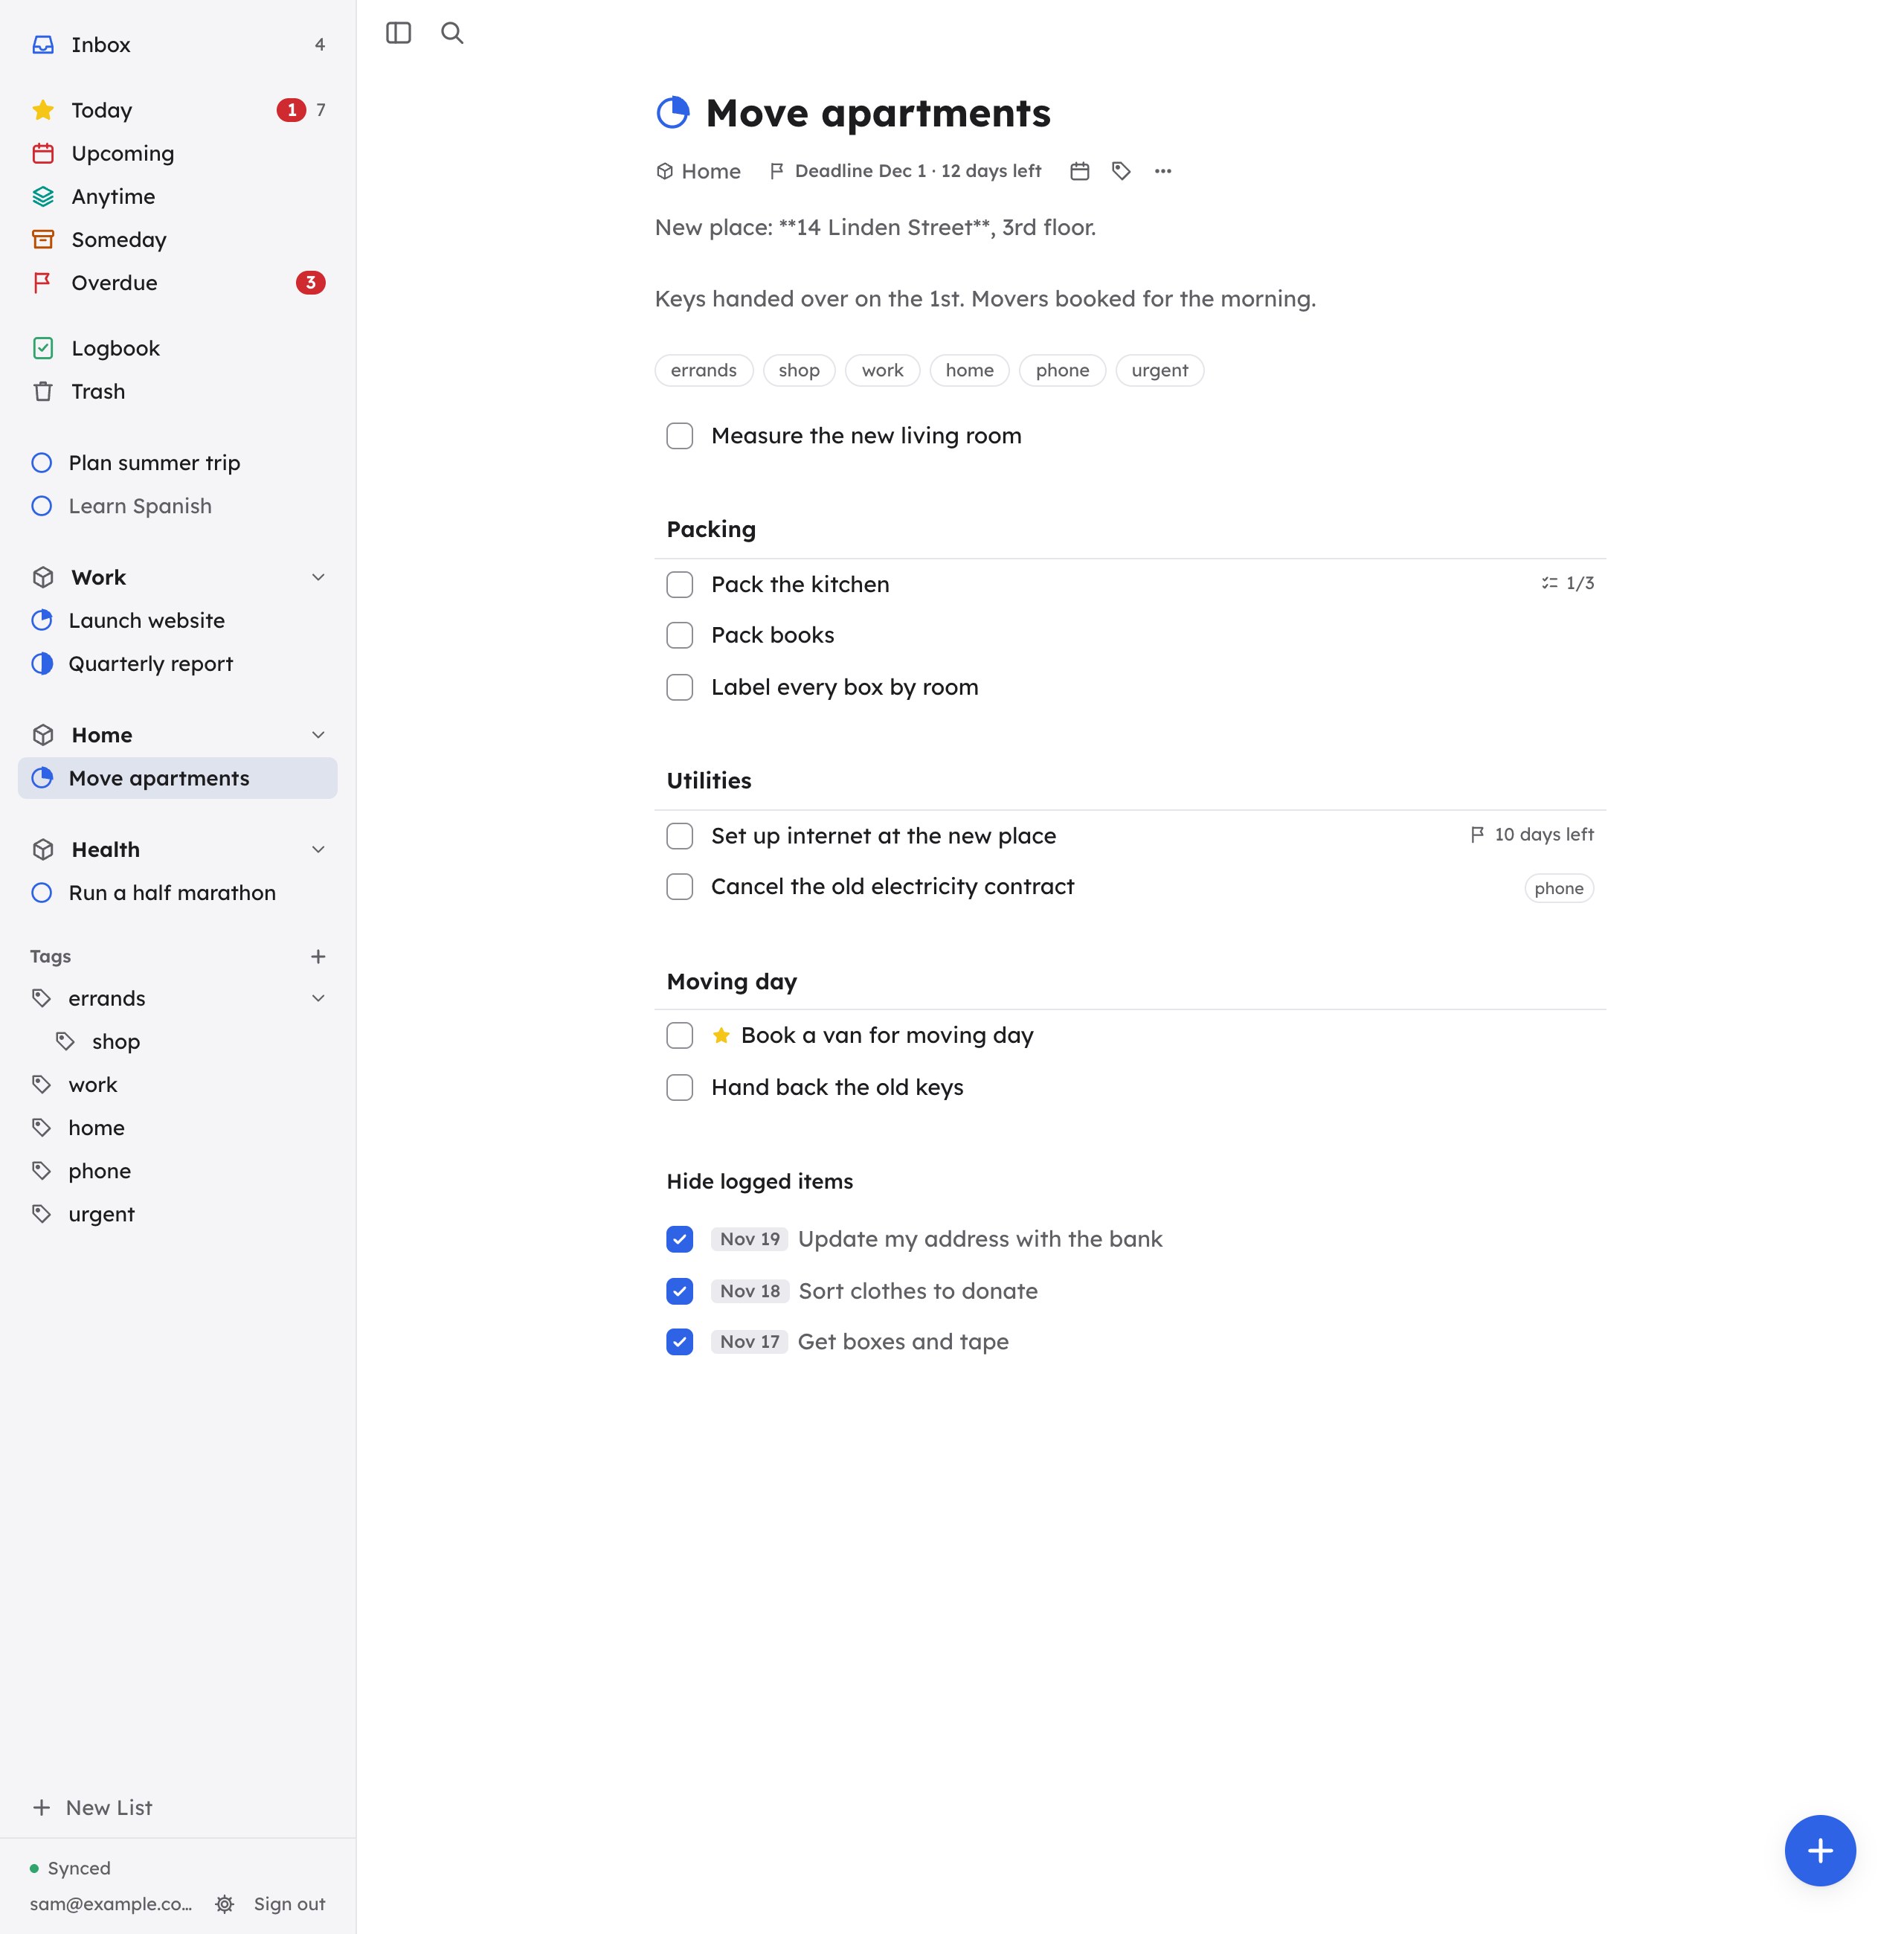 Inbox 4
Today 1 7
Upcoming
Anytime
Someday
Overdue 3
Logbook
Trash
Plan summer trip
Learn Spanish
Work
Launch website
Quarterly report
Home
Move apartments
Health
Run a half marathon
Tags
errands
shop
work
home
phone
urgent
New List
Synced
sam@example.co... Sign out
Move apartments
Home Deadline Dec 1 · 12 days left
New place: **14 Linden Street**, 3rd floor.
Keys handed over on the 1st. Movers booked for the morning.
errands shop work home phone urgent
Measure the new living room
Packing
Pack the kitchen 1/3
Pack books
Label every box by room
Utilities
Set up internet at the new place 10 days left
Cancel the old electricity contract phone
Moving day
Book a van for moving day
Hand back the old keys
Hide logged items
Nov 19 Update my address with the bank
Nov 18 Sort clothes to donate
Nov 17 Get boxes and tape